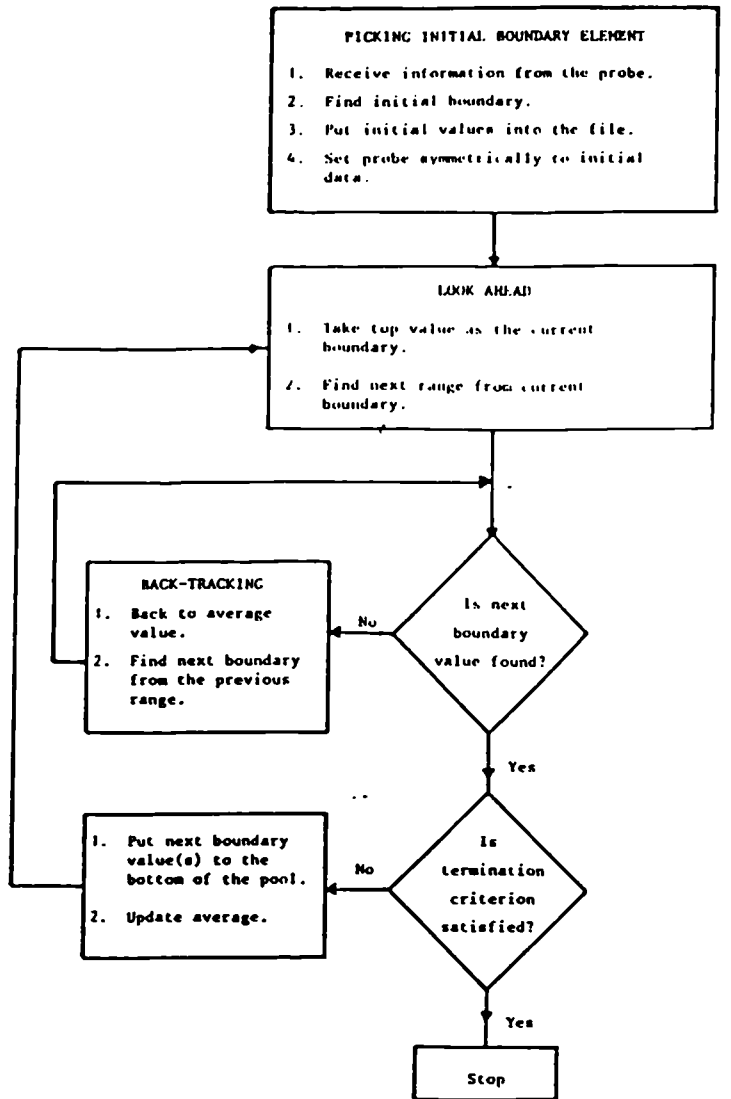 PICKING INITIAL BOUNDARY ELEMENT
1. Receive information from the probe.
2. Find initial boundary.
3. Put initial values into the file.
4. Set probe symmetrically to initial
data.
LOOK AHEAD
1. Take top value as the current
boundary.
2. Find next range from current
boundary.
BACK-TRACKING
1. Back to average
value.
2. Find next boundary
from the previous
range.
No
Is next
boundary
value found?
Yes
1. Put next boundary
value(s) to the
bottom of the pool.
2. Update average.
No
Is
termination
criterion
satisfied?
Yes
Stop